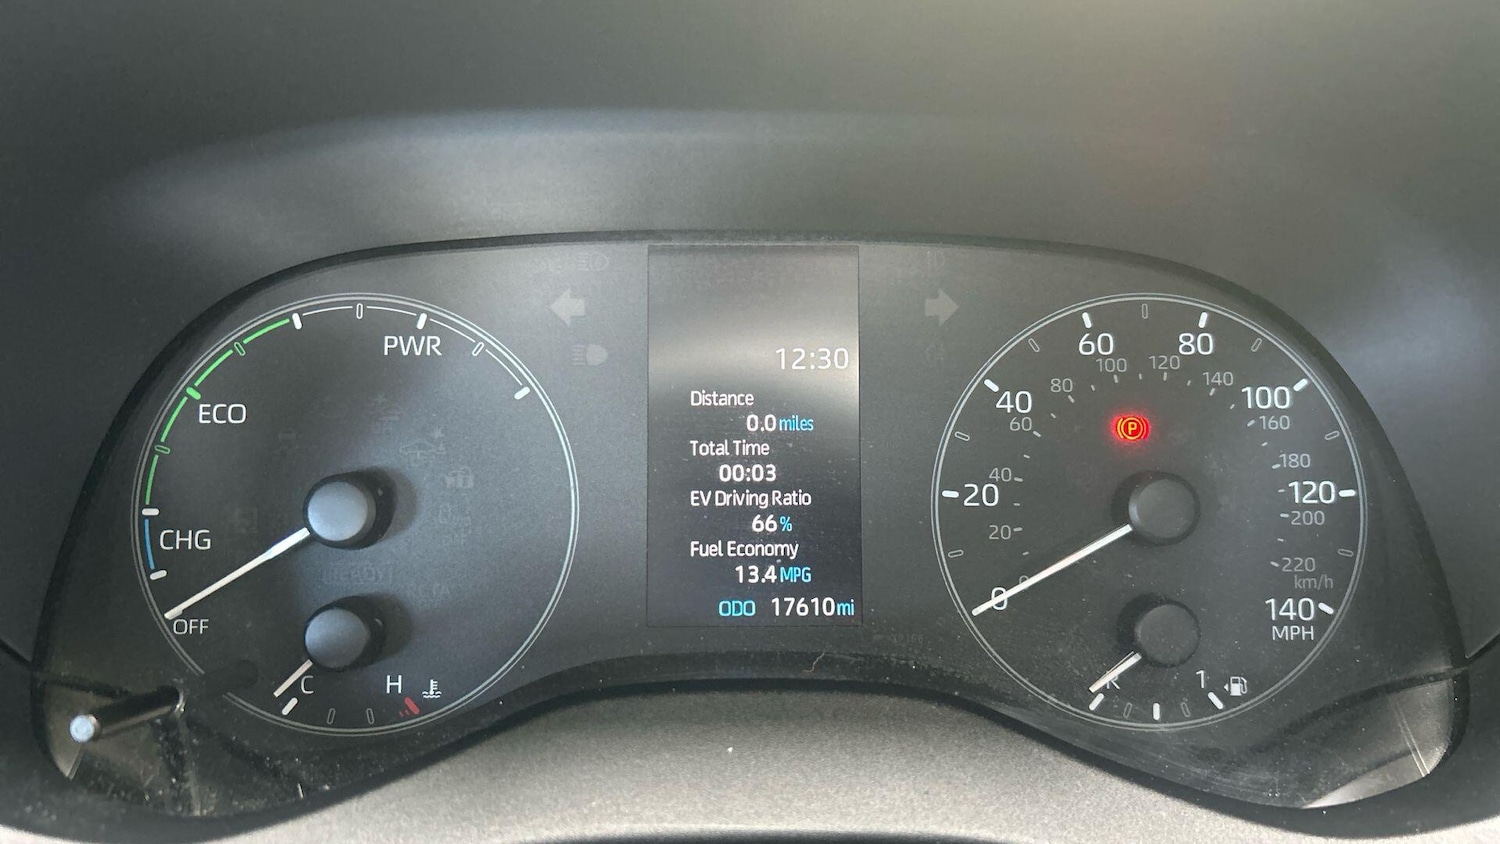 PWR
ECO
CHG
OFF
C
H
12:30
Distance
0.0 miles
Total Time
00:03
EV Driving Ratio
66 %
Fuel Economy
13.4 MPG
ODO 17610 mi
0
20
40
60
80
100
120
140
MPH
0
20
40
60
80
100
120
140
160
180
200
220
km/h
P
R
1